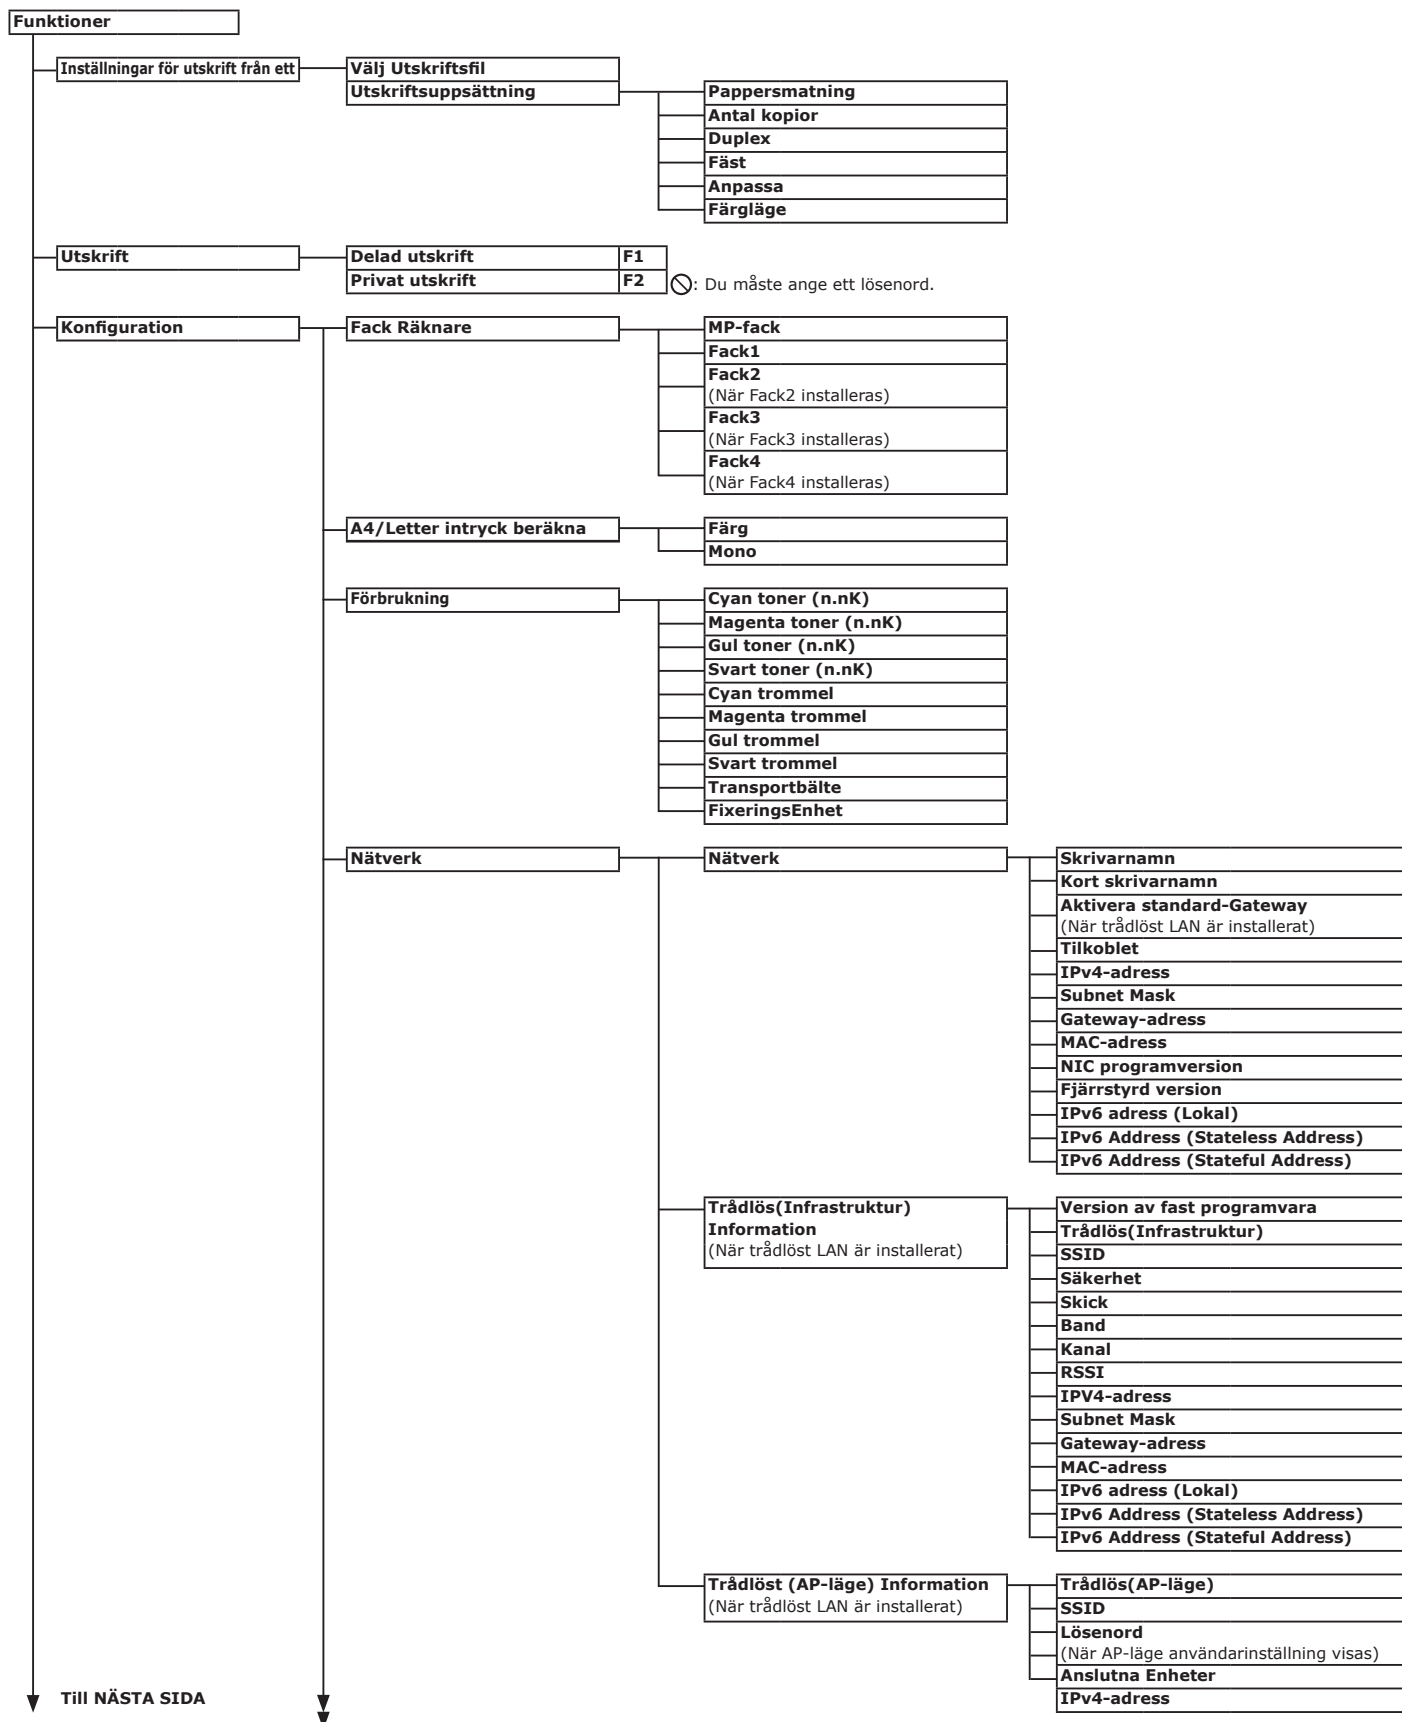 Funktioner
Inställningar för utskrift från ett
Välj Utskriftsfil
Utskriftsuppsättning
Pappersmatning
Antal kopior
Duplex
Fäst
Anpassa
Färgläge
Utskrift
Delad utskrift F1
Privat utskrift F2
: Du måste ange ett lösenord.
Konfiguration
Fack Räknare
MP-fack
Fack1
Fack2
(När Fack2 installeras)
Fack3
(När Fack3 installeras)
Fack4
(När Fack4 installeras)
A4/Letter intryck beräkna
Färg
Mono
Förbrukning
Cyan toner (n.nK)
Magenta toner (n.nK)
Gul toner (n.nK)
Svart toner (n.nK)
Cyan trommel
Magenta trommel
Gul trommel
Svart trommel
Transportbälte
FixeringsEnhet
Nätverk
Nätverk
Skrivarnamn
Kort skrivarnamn
Aktivera standard-Gateway
(När trådlöst LAN är installerat)
Tilkoblet
IPv4-adress
Subnet Mask
Gateway-adress
MAC-adress
NIC programversion
Fjärrstyrd version
IPv6 adress (Lokal)
IPv6 Address (Stateless Address)
IPv6 Address (Stateful Address)
Trådlös(Infrastruktur)
Information
(När trådlöst LAN är installerat)
Version av fast programvara
Trådlös(Infrastruktur)
SSID
Säkerhet
Skick
Band
Kanal
RSSI
IPV4-adress
Subnet Mask
Gateway-adress
MAC-adress
IPv6 adress (Lokal)
IPv6 Address (Stateless Address)
IPv6 Address (Stateful Address)
Trådlöst (AP-läge) Information
(När trådlöst LAN är installerat)
Trådlös(AP-läge)
SSID
Lösenord
(När AP-läge användarinställning visas)
Anslutna Enheter
IPv4-adress
Till NÄSTA SIDA